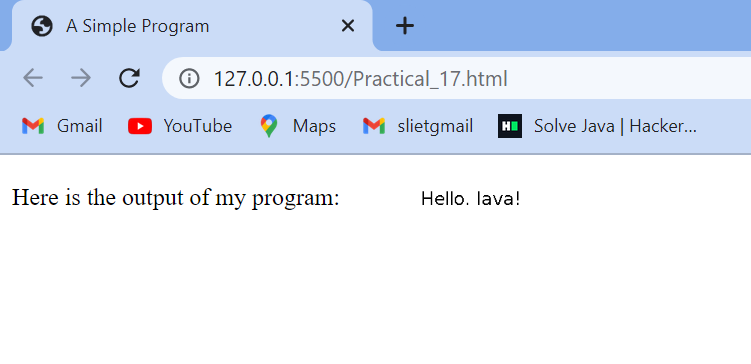 A Simple Program
127.0.0.1:5500/Practical_17.html
Gmail YouTube Maps slietgmail Solve Java | Hacker...
Here is the output of my program: Hello. lava!